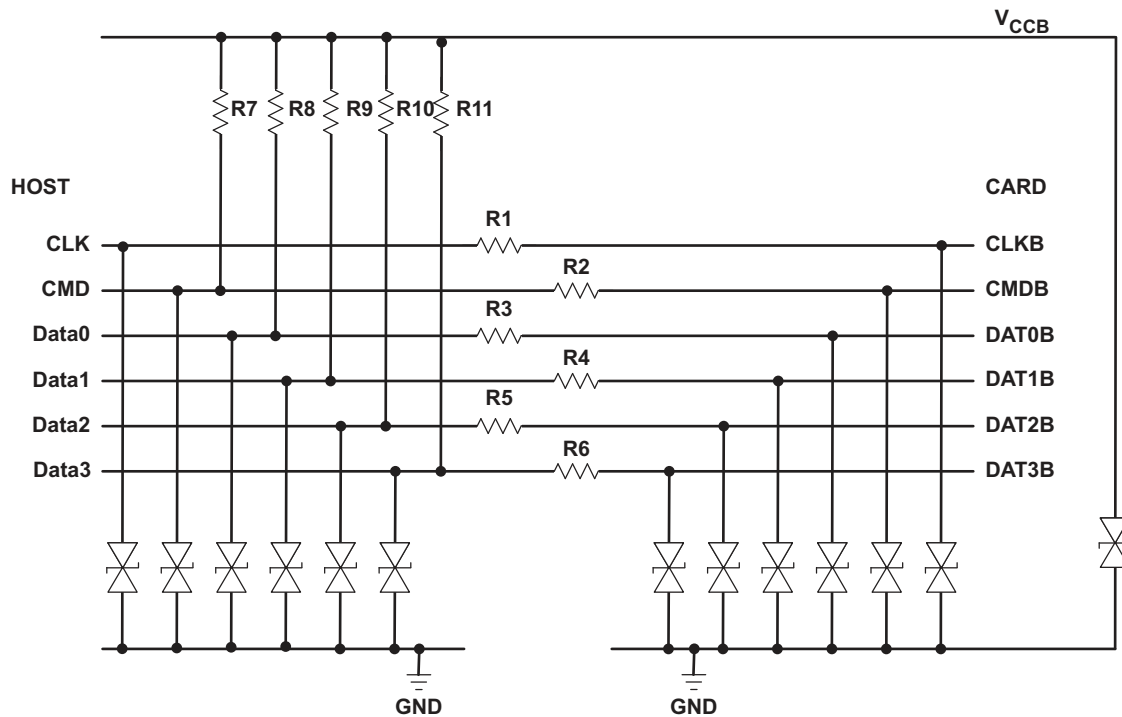 VCCB
R7 R8 R9 R10 R11
HOST CARD
R1
CLK CLKB
R2
CMD CMDB
R3
Data0 DAT0B
R4
Data1 DAT1B
R5
Data2 DAT2B
R6
Data3 DAT3B
GND GND